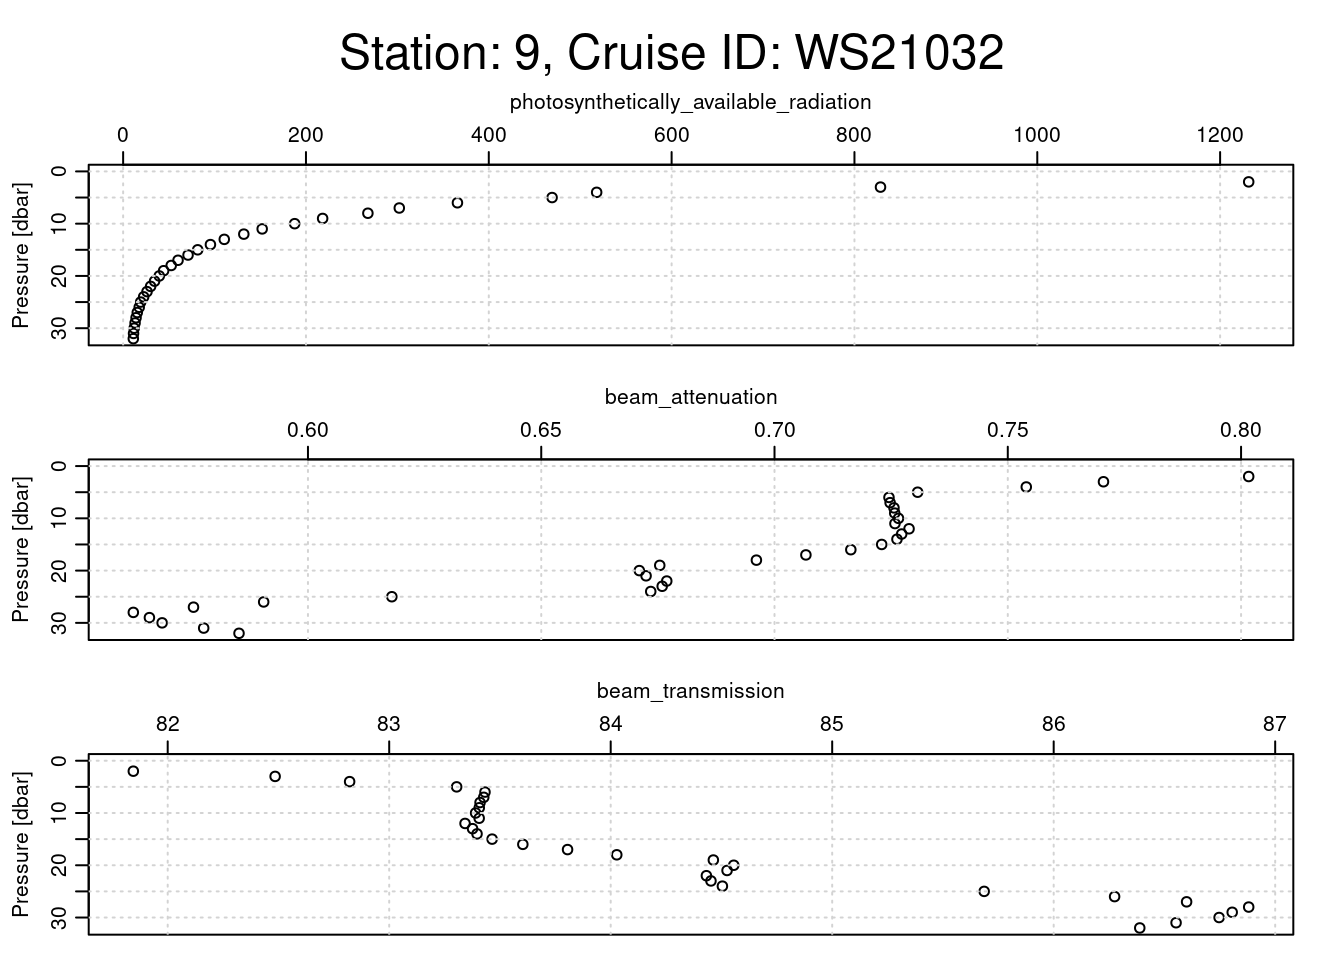 Station: 9, Cruise ID: WS21032
photosynthetically_available_radiation
0 200 400 600 800 1000 1200
Pressure [dbar]
0 10 20 30
beam_attenuation
0.60 0.65 0.70 0.75 0.80
Pressure [dbar]
0 10 20 30
beam_transmission
82 83 84 85 86 87
Pressure [dbar]
0 10 20 30